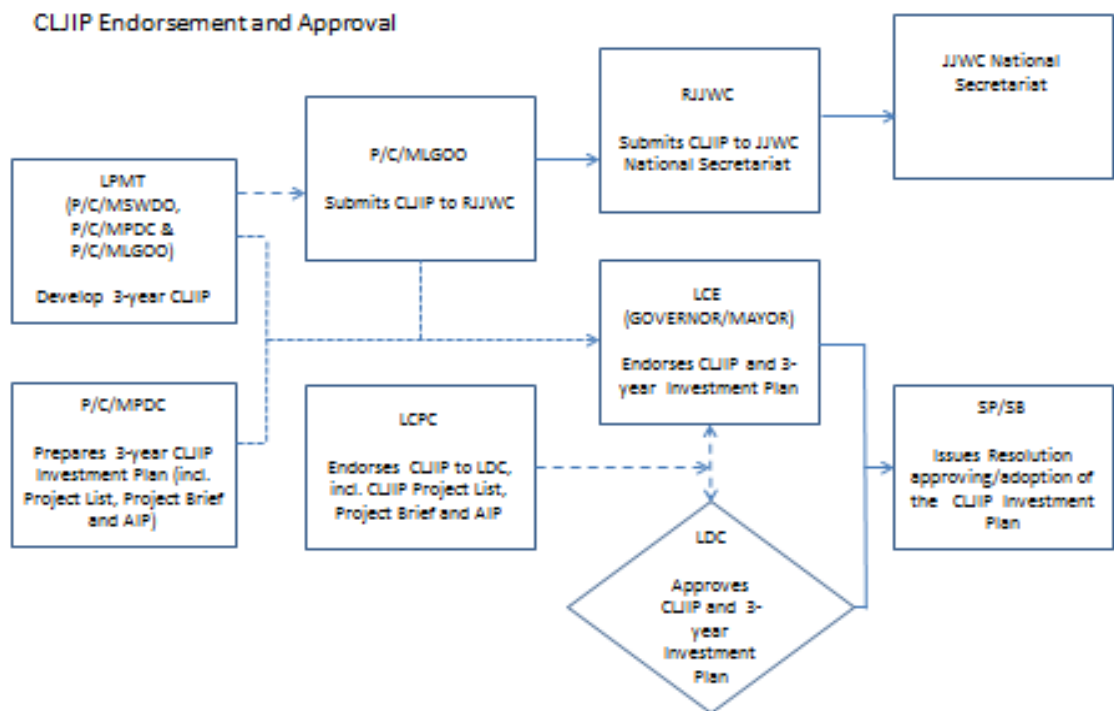 CLJIP Endorsement and Approval
JJWC National
Secretariat
RJJWC
Submits CLJIP to JJWC
National Secretariat
P/C/MLGOO
Submits CLJIP to RJJWC
LPMT
(P/C/MSWDO,
P/C/MPDC &
P/C/MLGOO)
Develop 3-year CLJIP
LCE
(GOVERNOR/MAYOR)
Endorses CLJIP and 3-
year Investment Plan
P/C/MPDC
Prepares 3-year CLJIP
Investment Plan (incl.
Project List, Project Brief
and AIP)
LCPC
Endorses CLJIP to LDC,
incl. CLJIP Project List,
Project Brief and AIP
SP/SB
Issues Resolution
approving/adoption of
the CLJIP Investment
Plan
LDC
Approves
CLJIP and 3-
year
Investment
Plan